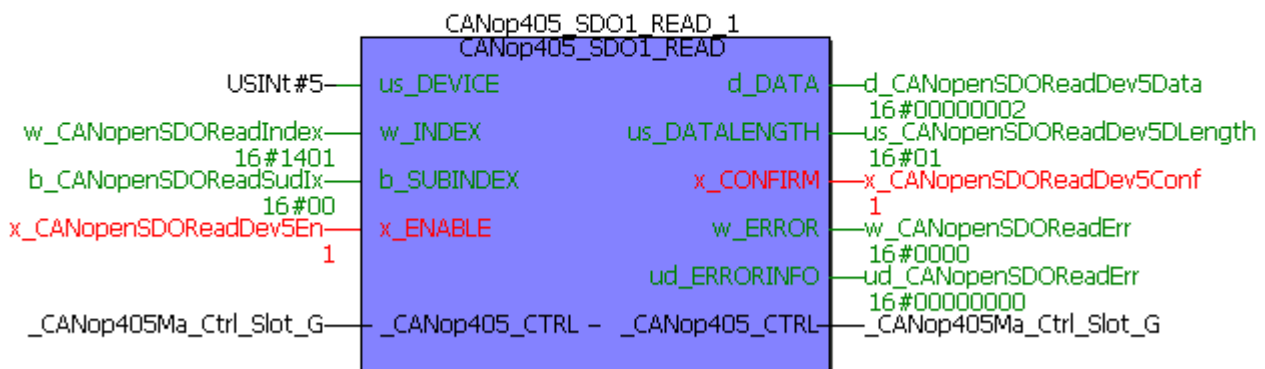 CANop405_SDO1_READ_1
CANop405_SDO1_READ
USINt#5 us_DEVICE d_DATA d_CANopenSDOReadDev5Data
16#00000002
w_CANopenSDOReadIndex w_INDEX us_DATALENGTH us_CANopenSDOReadDev5DLength
16#1401 16#01
b_CANopenSDOReadSudIx b_SUBINDEX x_CONFIRM x_CANopenSDOReadDev5Conf
16#00 1
x_CANopenSDOReadDev5En x_ENABLE w_ERROR w_CANopenSDOReadErr
1 16#0000
ud_ERRORINFO ud_CANopenSDOReadErr
16#00000000
_CANop405Ma_Ctrl_Slot_G _CANop405_CTRL – _CANop405_CTRL _CANop405Ma_Ctrl_Slot_G